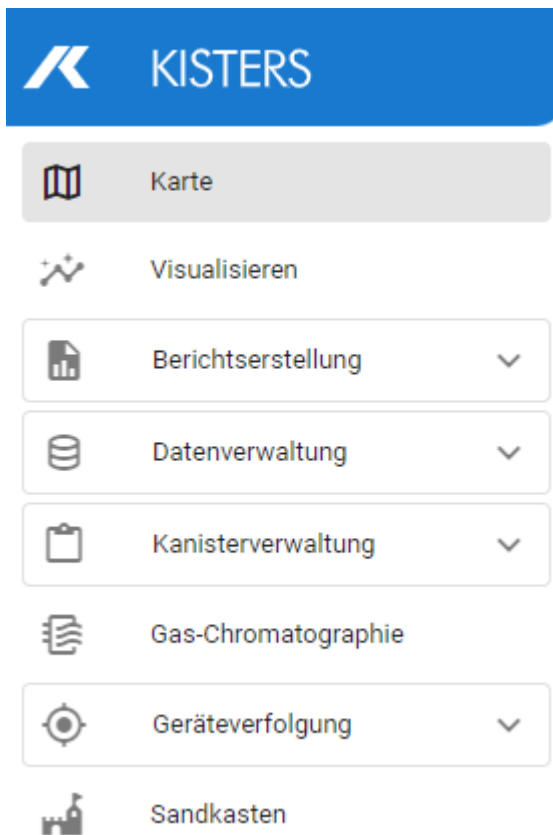 KISTERS
Karte
Visualisieren
Berichtserstellung
Datenverwaltung
Kanisterverwaltung
Gas-Chromatographie
Geräteverfolgung
Sandkasten